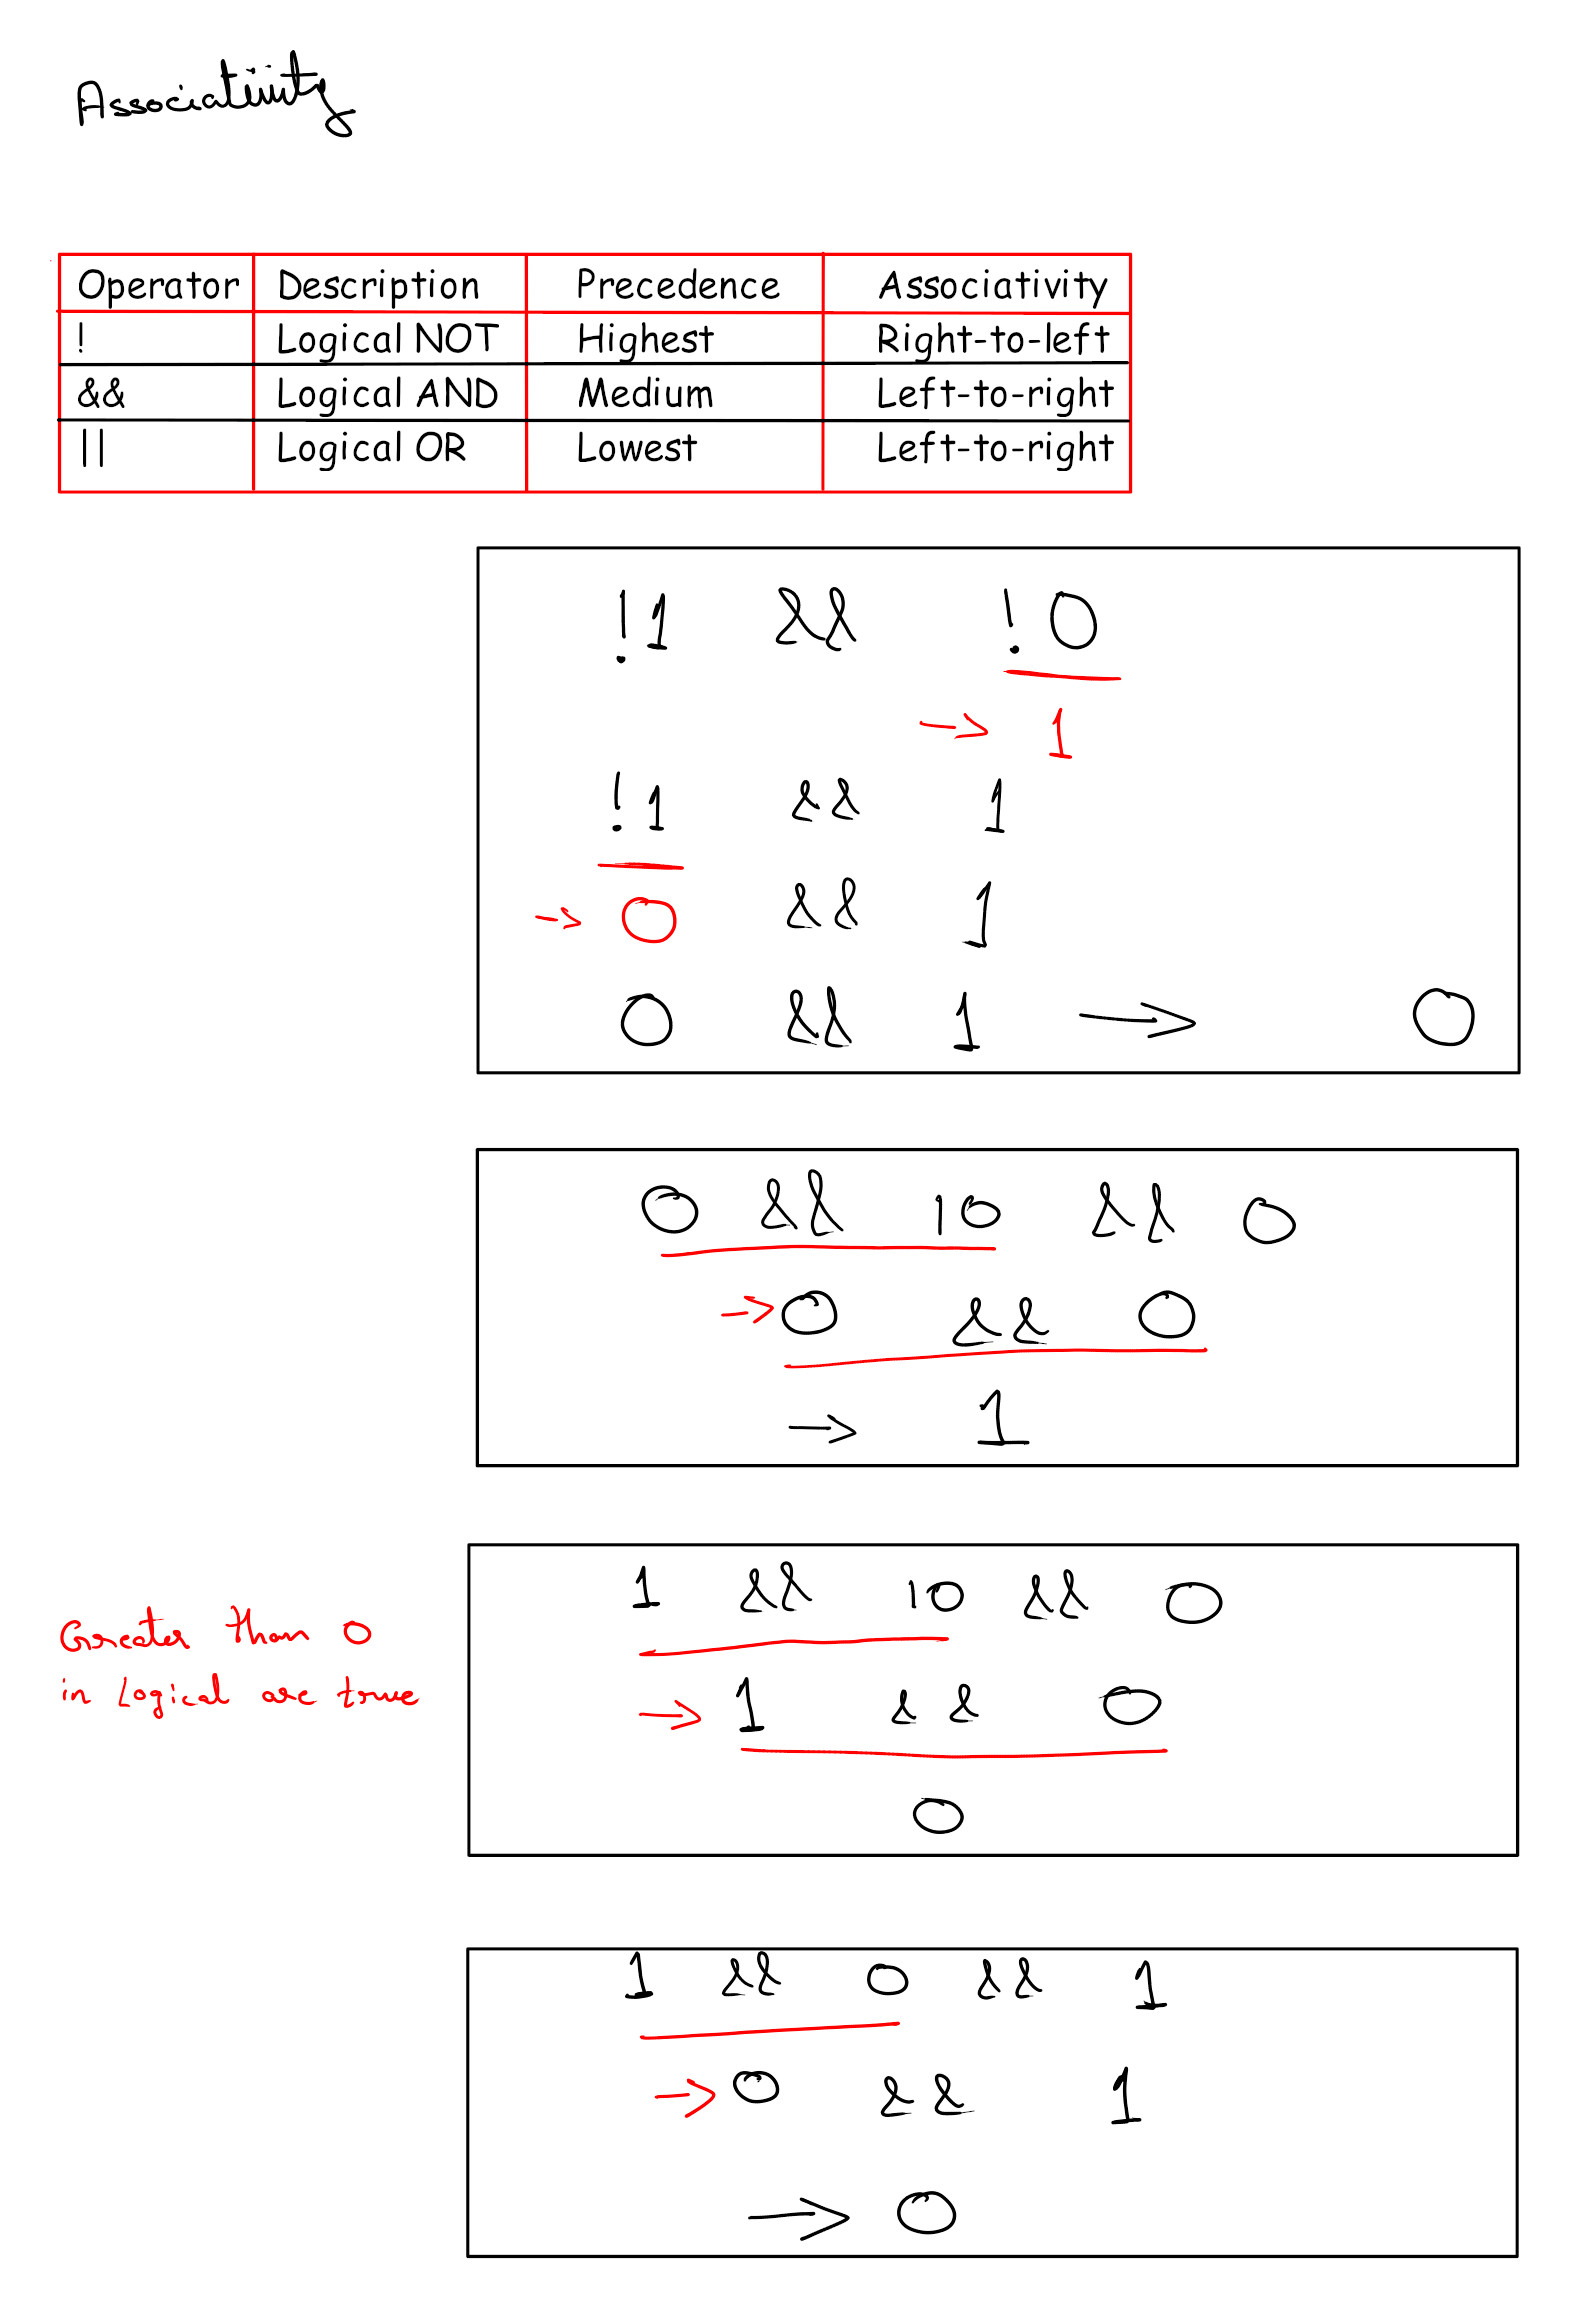 Associativity
Operator Description Precedence Associativity
! Logical NOT Highest Right-to-left
&& Logical AND Medium Left-to-right
|| Logical OR Lowest Left-to-right
!1 && !0
→ 1
!1 && 1
→ 0 && 1
0 && 1 → 0
0 && 10 && 0
→ 0 && 0
→ 1
1 && 10 && 0
Greater than 0
in Logical are true
→ 1 && 0
0
1 && 0 && 1
→ 0 && 1
→ 0